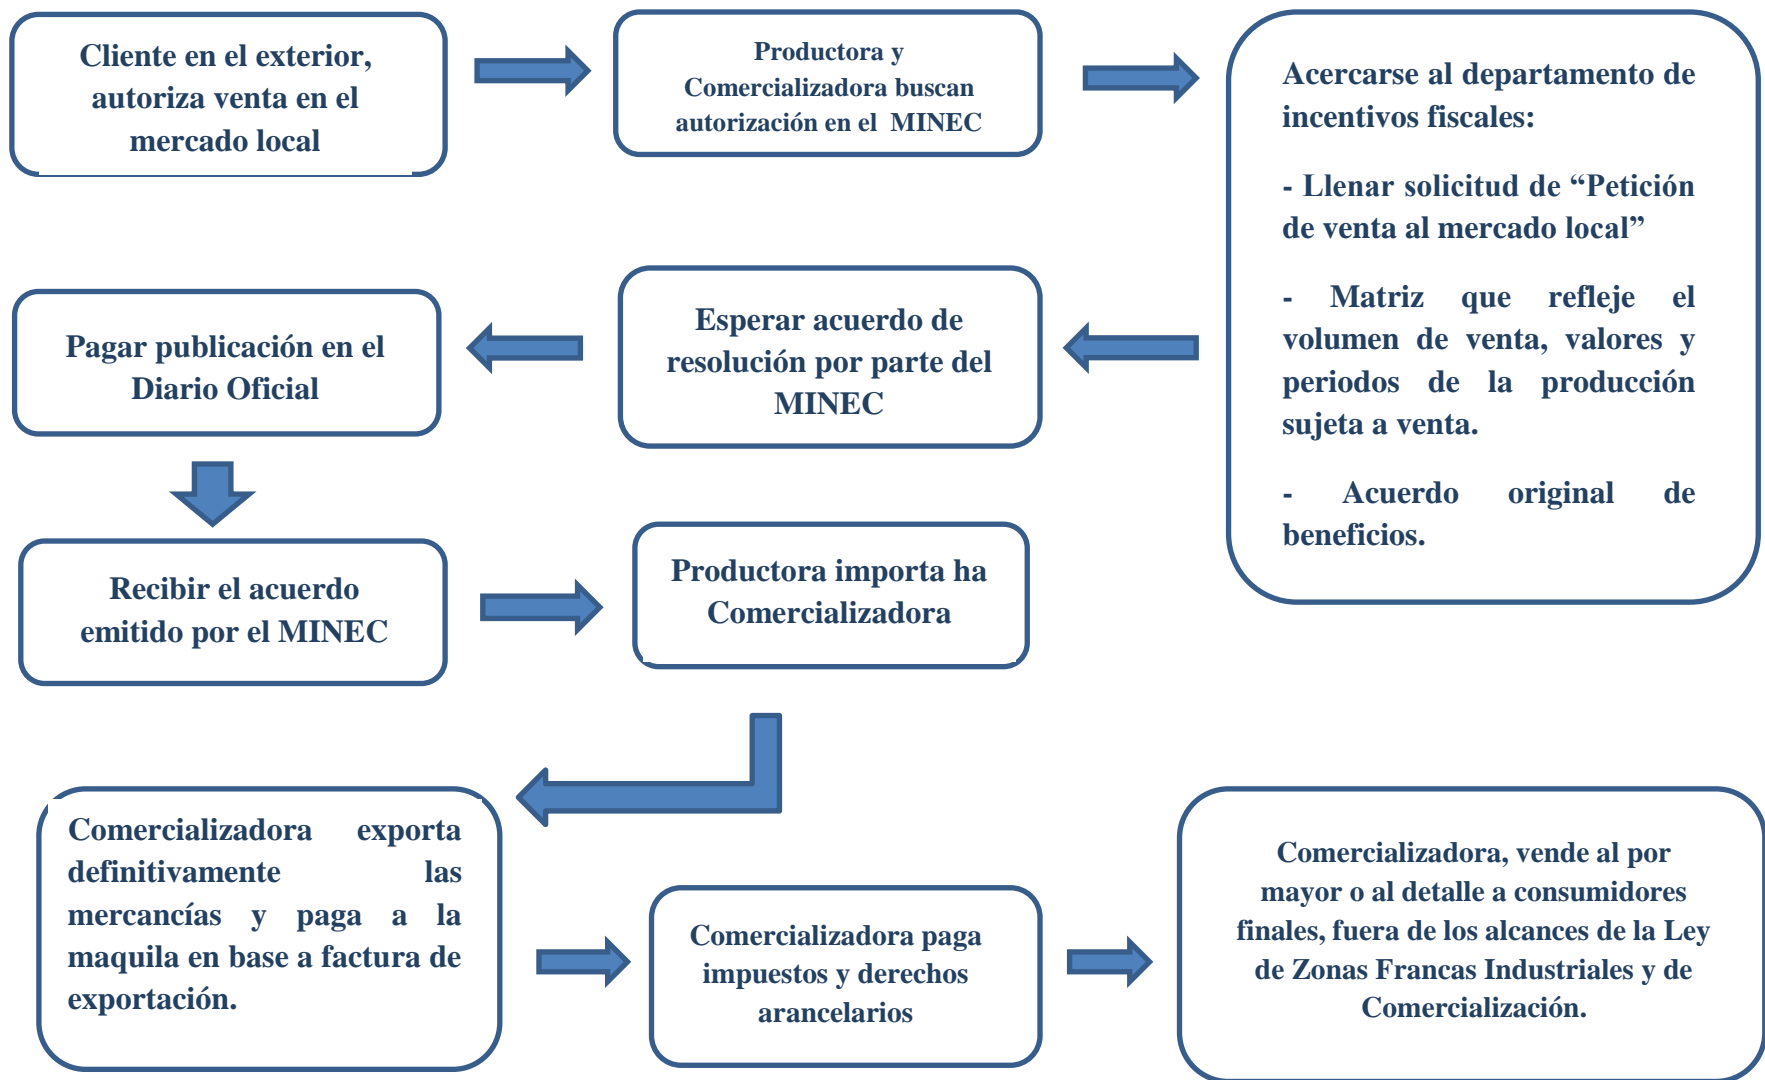 Cliente en el exterior,
autoriza venta en el
mercado local
Productora y
Comercializadora buscan
autorización en el MINEC
Acercarse al departamento de
incentivos fiscales:
- Llenar solicitud de “Petición
de venta al mercado local”
- Matriz que refleje el
volumen de venta, valores y
periodos de la producción
sujeta a venta.
- Acuerdo original de
beneficios.
Esperar acuerdo de
resolución por parte del
MINEC
Pagar publicación en el
Diario Oficial
Recibir el acuerdo
emitido por el MINEC
Productora importa ha
Comercializadora
Comercializadora exporta
definitivamente las
mercancías y paga a la
maquila en base a factura de
exportación.
Comercializadora paga
impuestos y derechos
arancelarios
Comercializadora, vende al por
mayor o al detalle a consumidores
finales, fuera de los alcances de la Ley
de Zonas Francas Industriales y de
Comercialización.